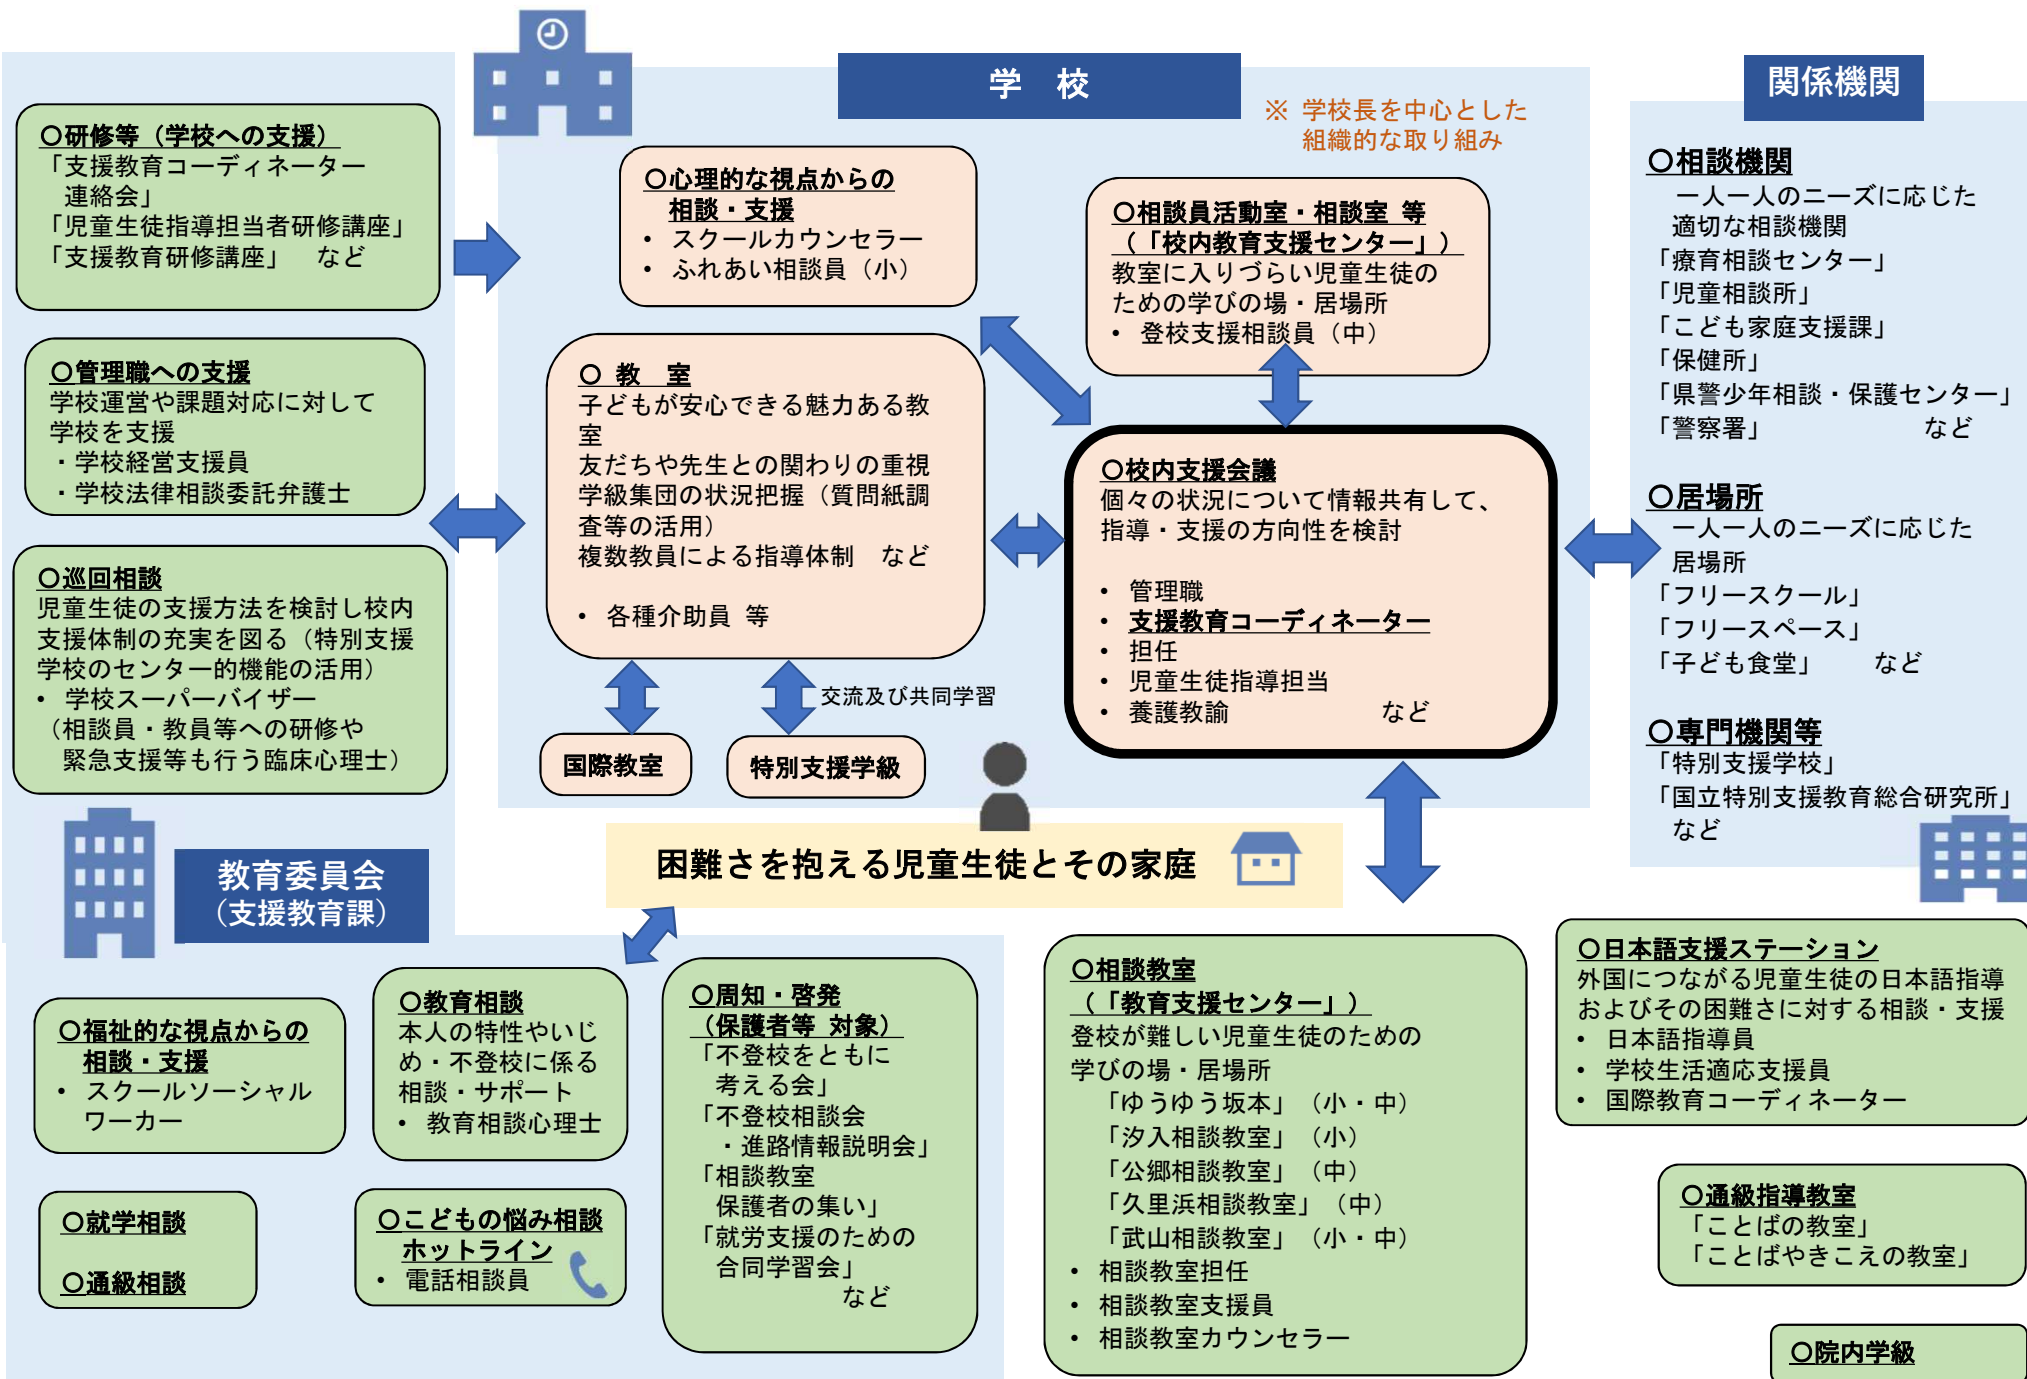 学　校
※ 学校長を中心とした
組織的な取り組み
関係機関
〇研修等（学校への支援）
「支援教育コーディネーター
連絡会」
「児童生徒指導担当者研修講座」
「支援教育研修講座」　など
〇管理職への支援
学校運営や課題対応に対して
学校を支援
・学校経営支援員
・学校法律相談委託弁護士
〇巡回相談
児童生徒の支援方法を検討し校内
支援体制の充実を図る（特別支援
学校のセンター的機能の活用）
• 学校スーパーバイザー
（相談員・教員等への研修や
緊急支援等も行う臨床心理士）
教育委員会
（支援教育課）
〇心理的な視点からの
相談・支援
• スクールカウンセラー
• ふれあい相談員（小）
〇相談員活動室・相談室 等
（「校内教育支援センター」）
教室に入りづらい児童生徒の
ための学びの場・居場所
• 登校支援相談員（中）
〇 教　室
子どもが安心できる魅力ある教
室
友だちや先生との関わりの重視
学級集団の状況把握（質問紙調
査等の活用）
複数教員による指導体制　など
• 各種介助員 等
〇校内支援会議
個々の状況について情報共有して、
指導・支援の方向性を検討
• 管理職
• 支援教育コーディネーター
• 担任
• 児童生徒指導担当
• 養護教諭　　　　　など
交流及び共同学習
国際教室
特別支援学級
困難さを抱える児童生徒とその家庭
〇相談機関
一人一人のニーズに応じた
適切な相談機関
「療育相談センター」
「児童相談所」
「こども家庭支援課」
「保健所」
「県警少年相談・保護センター」
「警察署」　　　　　など
〇居場所
一人一人のニーズに応じた
居場所
「フリースクール」
「フリースペース」
「子ども食堂」　　など
〇専門機関等
「特別支援学校」
「国立特別支援教育総合研究所」
など
〇福祉的な視点からの
相談・支援
• スクールソーシャル
ワーカー
〇就学相談
〇通級相談
〇教育相談
本人の特性やいじ
め・不登校に係る
相談・サポート
• 教育相談心理士
〇こどもの悩み相談
ホットライン
• 電話相談員
〇周知・啓発
（保護者等 対象）
「不登校をともに
考える会」
「不登校相談会
・進路情報説明会」
「相談教室
保護者の集い」
「就労支援のための
合同学習会」
など
〇相談教室
（「教育支援センター」）
登校が難しい児童生徒のための
学びの場・居場所
「ゆうゆう坂本」（小・中）
「汐入相談教室」（小）
「公郷相談教室」（中）
「久里浜相談教室」（中）
「武山相談教室」（小・中）
• 相談教室担任
• 相談教室支援員
• 相談教室カウンセラー
〇日本語支援ステーション
外国につながる児童生徒の日本語指導
およびその困難さに対する相談・支援
• 日本語指導員
• 学校生活適応支援員
• 国際教育コーディネーター
〇通級指導教室
「ことばの教室」
「ことばやきこえの教室」
〇院内学級